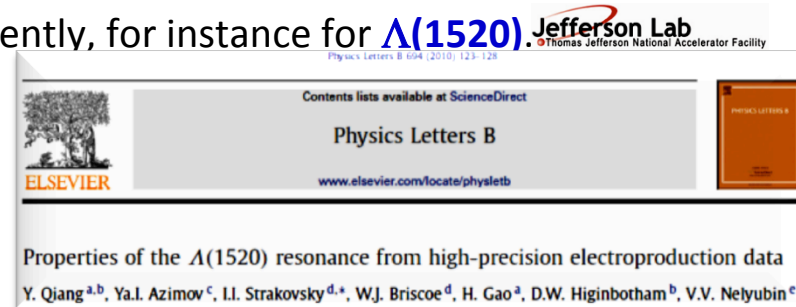 ently, for instance for Λ(1520).
Jefferson Lab
Thomas Jefferson National Accelerator Facility
Physics Letters B 694 (2010) 123–128
Contents lists available at ScienceDirect
Physics Letters B
www.elsevier.com/locate/physletb
ELSEVIER
PHYSICS LETTERS B
Properties of the Λ(1520) resonance from high-precision electroproduction data
Y. Qiang a,b, Ya.I. Azimov c, I.I. Strakovsky d,*, W.J. Briscoe d, H. Gao a, D.W. Higinbotham b, V.V. Nelyubin e